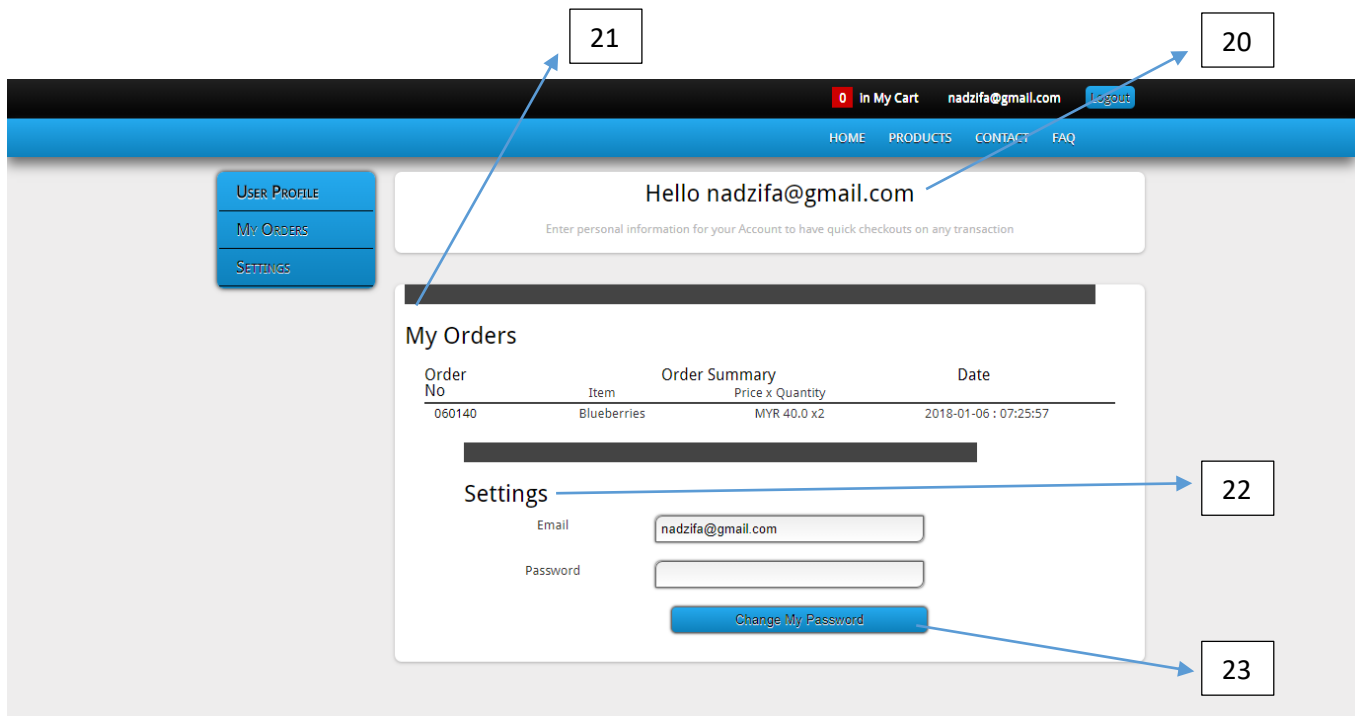 21
20
0 in My Cart nadzifa@gmail.com Logout
HOME PRODUCTS CONTACT FAQ
User Profile
My Orders
Settings
Hello nadzifa@gmail.com
Enter personal information for your Account to have quick checkouts on any transaction
My Orders
Order No Order Summary Date
Item Price x Quantity
060140 Blueberries MYR 40.0 x2 2018-01-06 : 07:25:57
Settings
22
Email nadzifa@gmail.com
Password
Change My Password
23